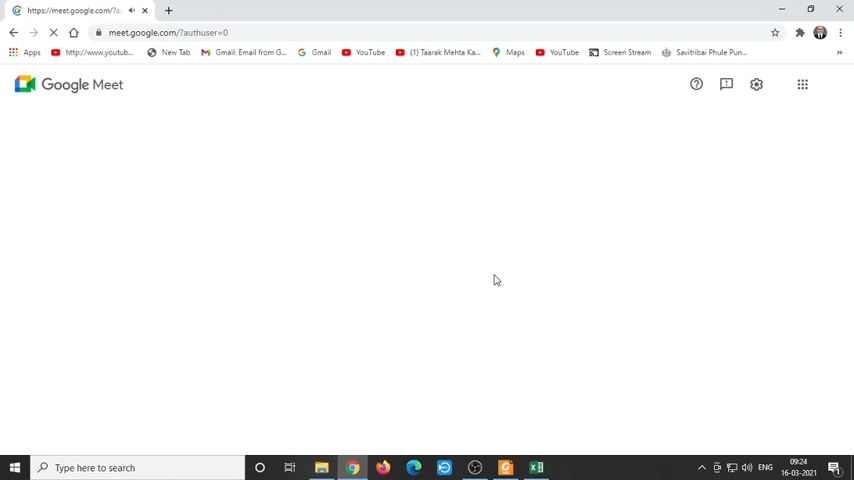 https://meet.google.com/?a
meet.google.com/?authuser=0
Apps http://www.youtub... New Tab Gmail: Email from G... Gmail YouTube (1) Taarak Mehta Ka... Maps YouTube Screen Stream Savitribai Phule Pun... »
Google Meet
Type here to search
ENG
09:24
16-03-2021